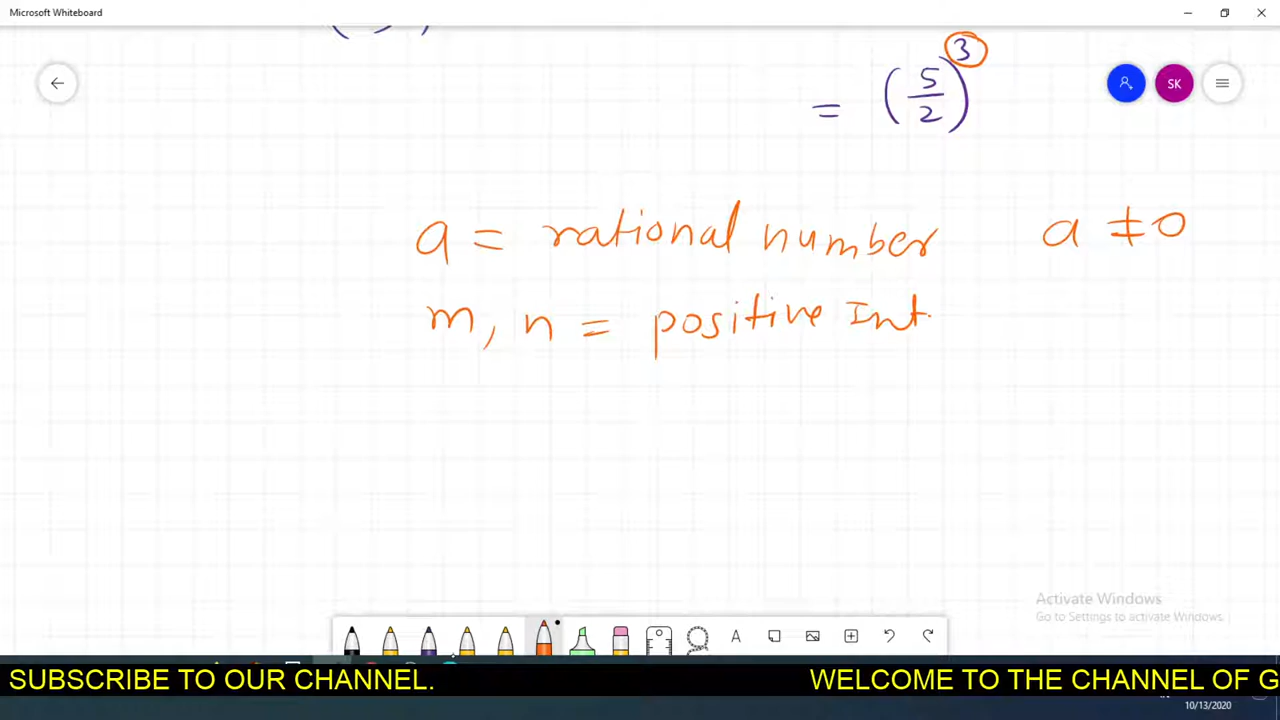 Microsoft Whiteboard
= (5/2)^3
SK
a = rational number a ≠ 0
m, n = positive Int.
Activate Windows
Go to Settings to activate Windows.
A
SUBSCRIBE TO OUR CHANNEL. WELCOME TO THE CHANNEL OF G
10/13/2020